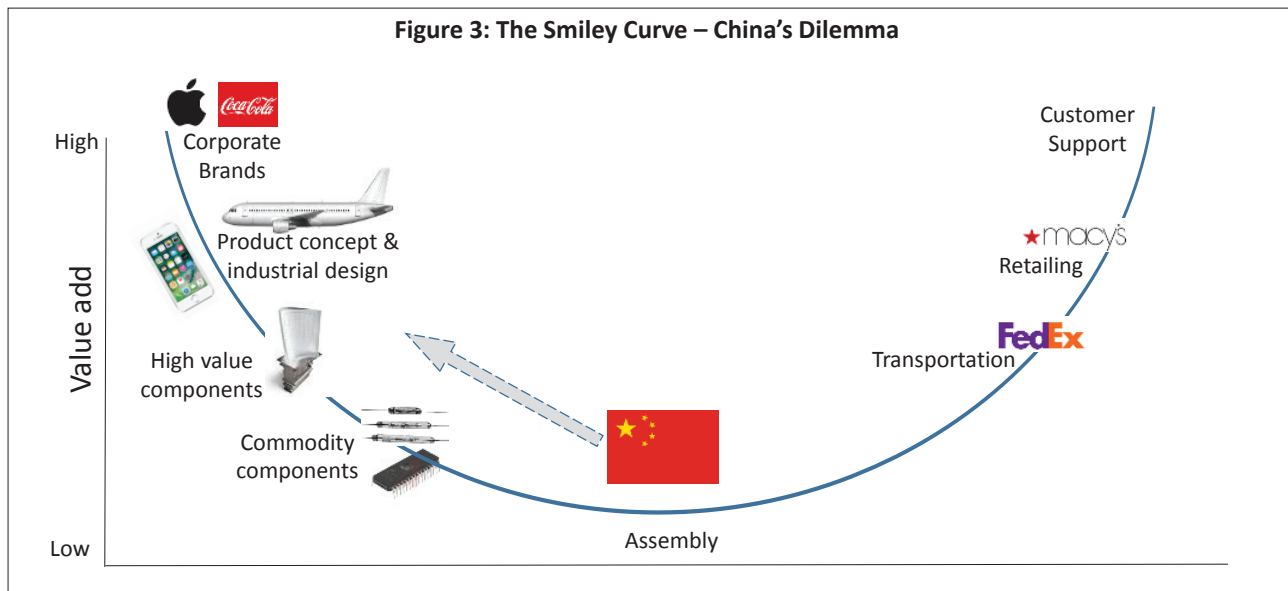 Figure 3: The Smiley Curve – China's Dilemma
Coca-Cola
High
Corporate
Brands
Customer
Support
Product concept &
industrial design
macy's
Retailing
Value add
FedEx
Transportation
High value
components
Commodity
components
Assembly
Low